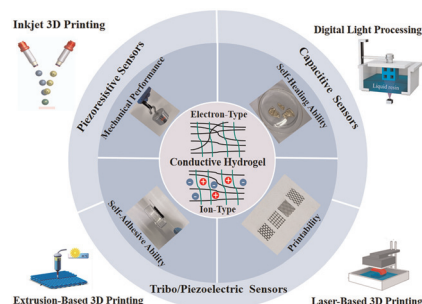 Inkjet 3D Printing
Digital Light Processing
Piezoresistive Sensors
Capacitive Sensors
Mechanical Performance
Self-Healing Ability
Electron-Type
Conductive Hydrogel
Ion-Type
Self-Adhesive Ability
Printability
Tribo/Piezoelectric Sensors
Extrusion-Based 3D Printing
Laser-Based 3D Printing